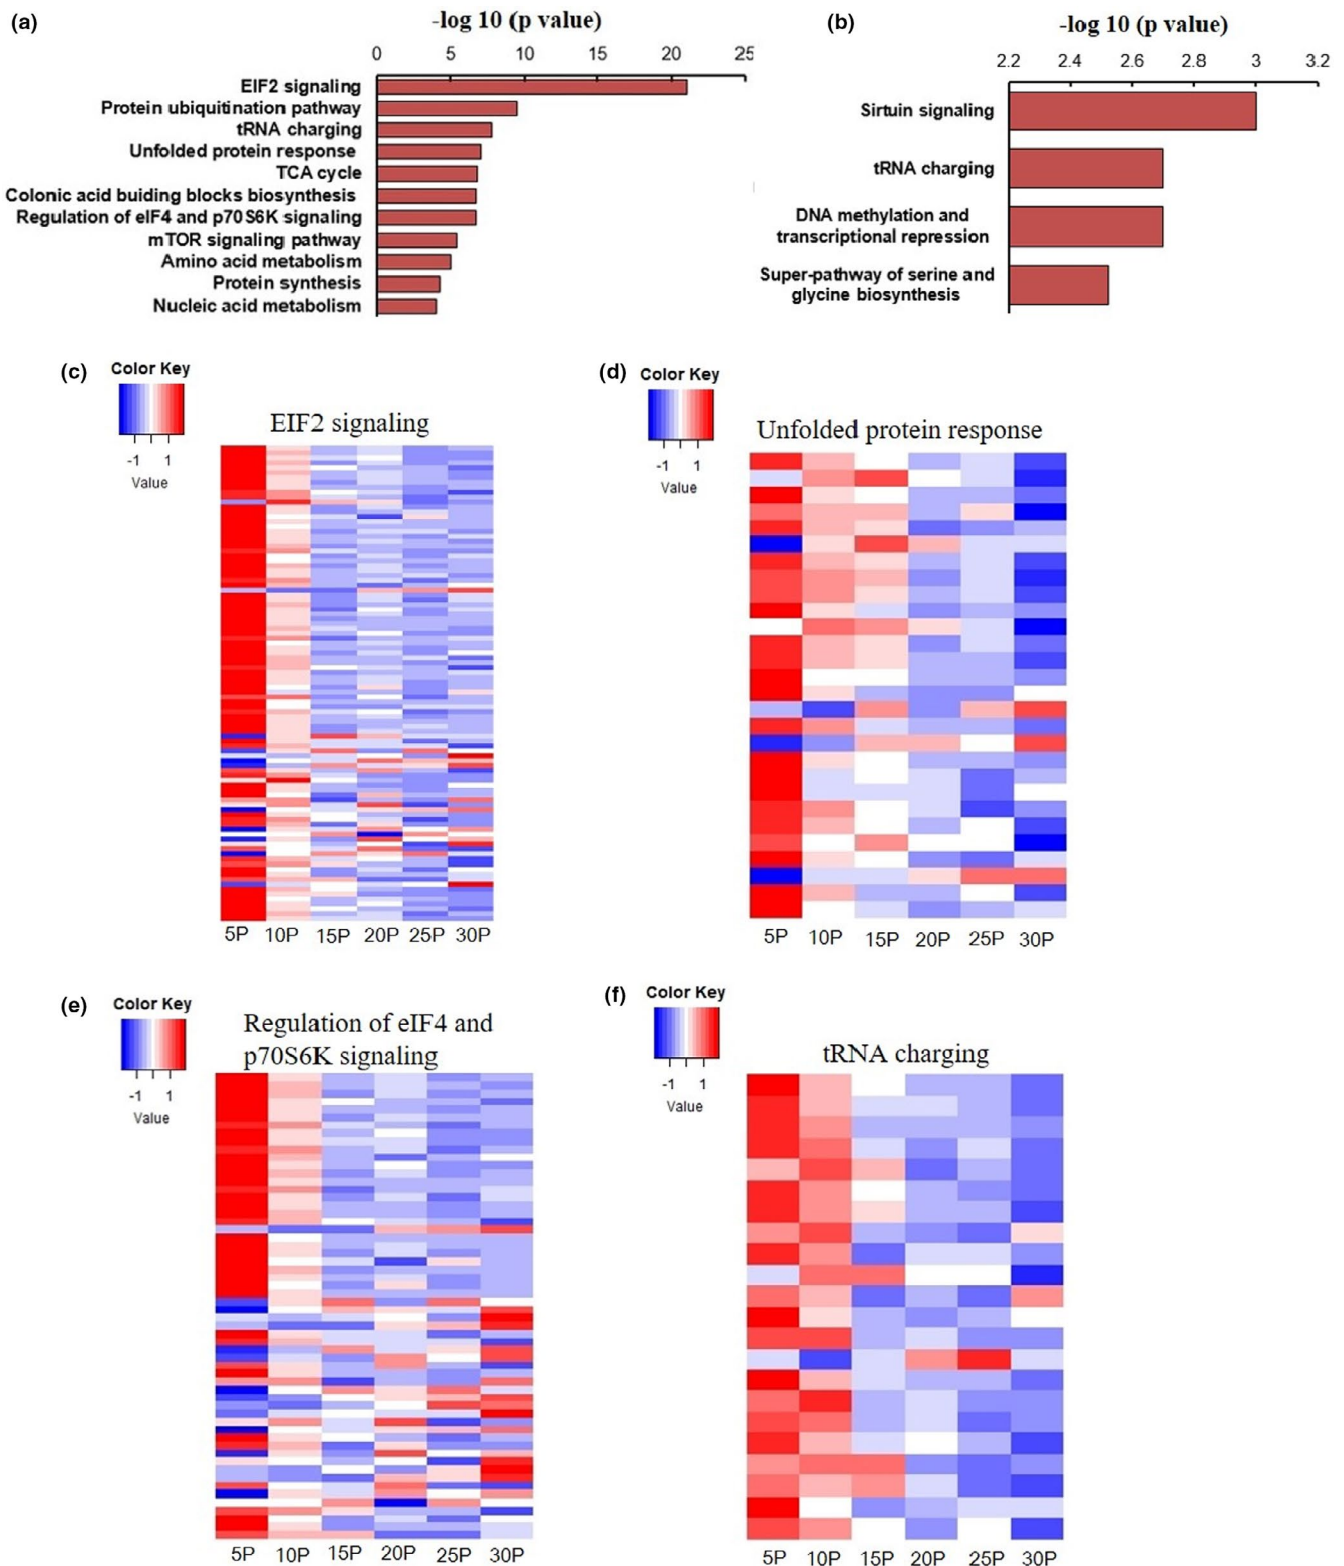 (a)
-log 10 (p value)
0 5 10 15 20 25
EIF2 signaling
Protein ubiquitination pathway
tRNA charging
Unfolded protein response
TCA cycle
Colonic acid buiding blocks biosynthesis
Regulation of eIF4 and p70S6K signaling
mTOR signaling pathway
Amino acid metabolism
Protein synthesis
Nucleic acid metabolism
(b)
-log 10 (p value)
2.2 2.4 2.6 2.8 3 3.2
Sirtuin signaling
tRNA charging
DNA methylation and
transcriptional repression
Super-pathway of serine and
glycine biosynthesis
(c)
Color Key
-1 1
Value
EIF2 signaling
5P 10P 15P 20P 25P 30P
(d)
Color Key
-1 1
Value
Unfolded protein response
5P 10P 15P 20P 25P 30P
(e)
Color Key
-1 1
Value
Regulation of eIF4 and
p70S6K signaling
5P 10P 15P 20P 25P 30P
(f)
Color Key
-1 1
Value
tRNA charging
5P 10P 15P 20P 25P 30P